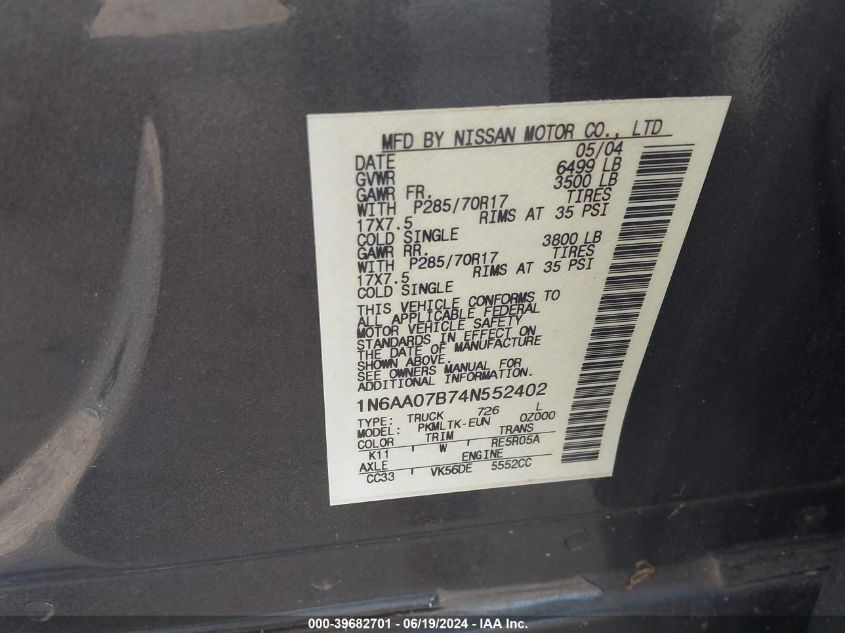 MFD BY NISSAN MOTOR CO., LTD
DATE 05/04
GVWR 6499 LB
GAWR FR. 3500 LB
WITH P285/70R17 TIRES
17X7.5 RIMS AT 35 PSI
COLD SINGLE
GAWR RR. 3800 LB
WITH P285/70R17 TIRES
17X7.5 RIMS AT 35 PSI
COLD SINGLE
THIS VEHICLE CONFORMS TO
ALL APPLICABLE FEDERAL
MOTOR VEHICLE SAFETY
STANDARDS IN EFFECT ON
THE DATE OF MANUFACTURE
SHOWN ABOVE.
SEE OWNERS MANUAL FOR
ADDITIONAL INFORMATION.
1N6AA07B74N552402
TYPE: TRUCK 726 L
MODEL: PKMLTK-EUN 0Z000
COLOR TRIM TRANS
K11 W RE5R05A
AXLE ENGINE
CC33 VK56DE 5552CC
000-39682701 - 06/19/2024 - IAAI.com